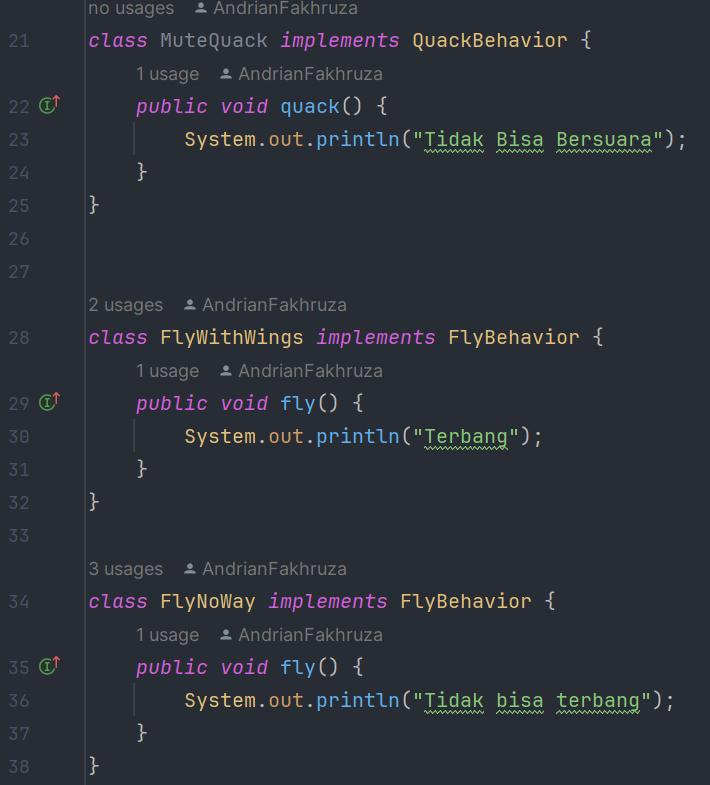 no usages AndrianFakhruza
21 class MuteQuack implements QuackBehavior {
1 usage AndrianFakhruza
22 public void quack() {
23 System.out.println("Tidak Bisa Bersuara");
24 }
25 }
26
27
2 usages AndrianFakhruza
28 class FlyWithWings implements FlyBehavior {
1 usage AndrianFakhruza
29 public void fly() {
30 System.out.println("Terbang");
31 }
32 }
33
3 usages AndrianFakhruza
34 class FlyNoWay implements FlyBehavior {
1 usage AndrianFakhruza
35 public void fly() {
36 System.out.println("Tidak bisa terbang");
37 }
38 }